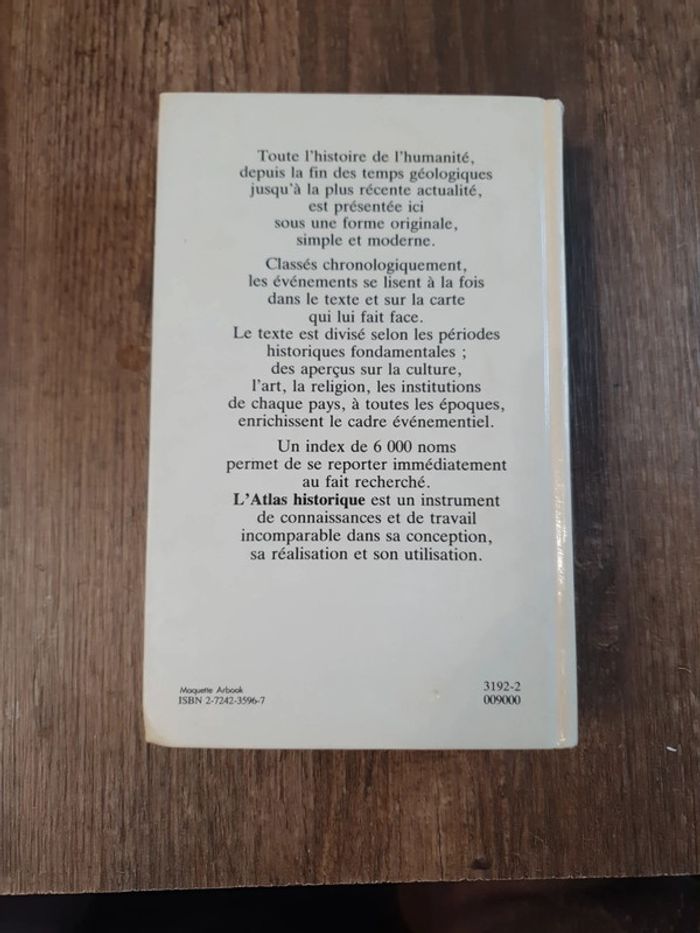 Toute l'histoire de l'humanité,
depuis la fin des temps géologiques
jusqu'à la plus récente actualité,
est présentée ici
sous une forme originale,
simple et moderne.
Classés chronologiquement,
les événements se lisent à la fois
dans le texte et sur la carte
qui lui fait face.
Le texte est divisé selon les périodes
historiques fondamentales ;
des aperçus sur la culture,
l'art, la religion, les institutions
de chaque pays, à toutes les époques,
enrichissent le cadre événementiel.
Un index de 6 000 noms
permet de se reporter immédiatement
au fait recherché.
L'Atlas historique est un instrument
de connaissances et de travail
incomparable dans sa conception,
sa réalisation et son utilisation.
Maquette Arbook
ISBN 2-7242-3596-7
3192-2
009000